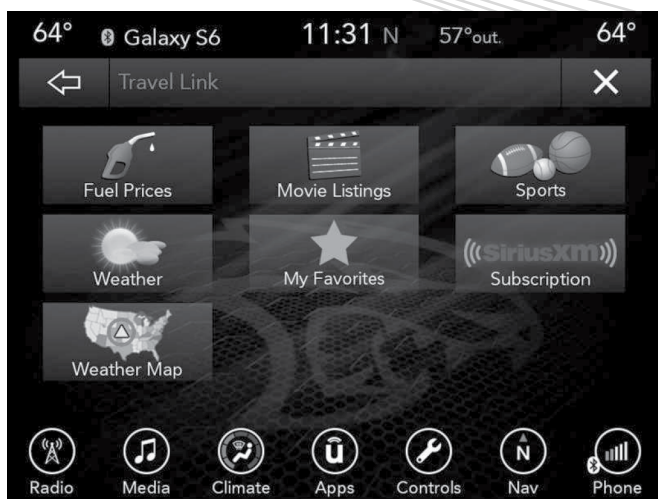 64° Galaxy S6 11:31 N 57°out. 64°
Travel Link
Fuel Prices Movie Listings Sports
((SiriusXM))
Weather My Favorites Subscription
Weather Map
û N
Radio Media Climate Apps Controls Nav Phone